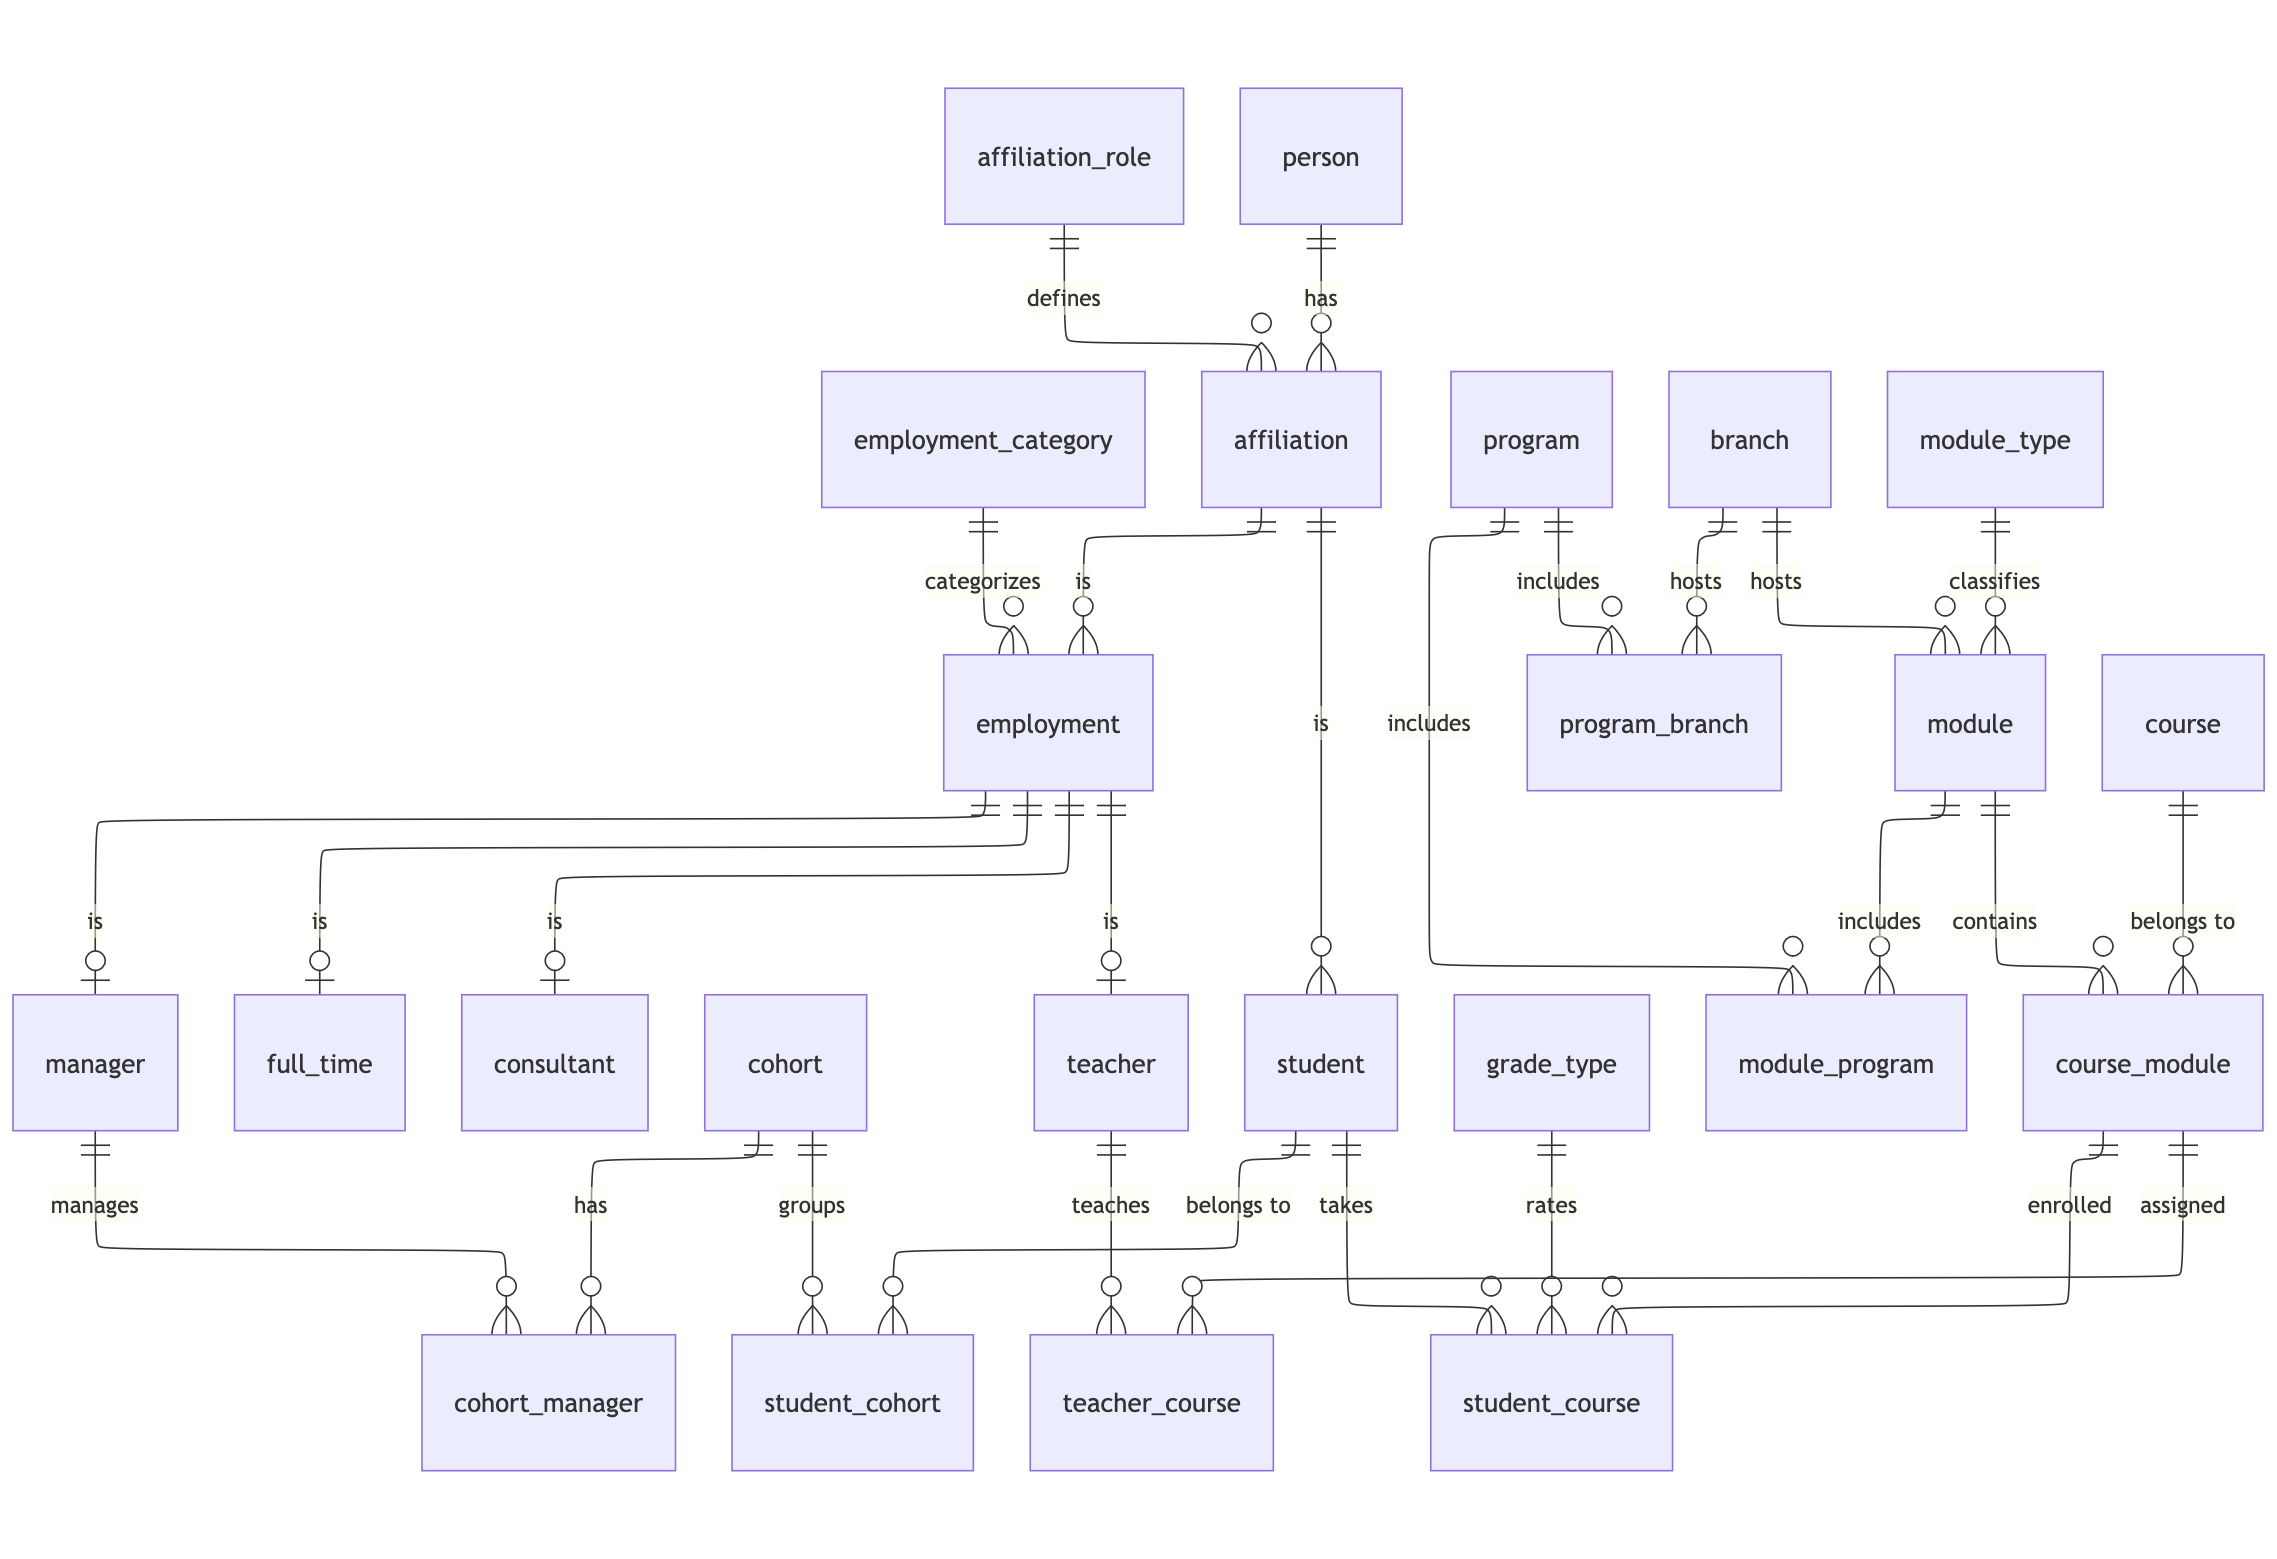 affiliation_role
person
defines
has
employment_category
affiliation
program
branch
module_type
categorizes
is
includes
hosts
hosts
classifies
employment
is
includes
program_branch
module
course
is
is
is
is
includes
contains
belongs to
manager
full_time
consultant
cohort
teacher
student
grade_type
module_program
course_module
manages
has
groups
teaches
belongs to
takes
rates
enrolled
assigned
cohort_manager
student_cohort
teacher_course
student_course